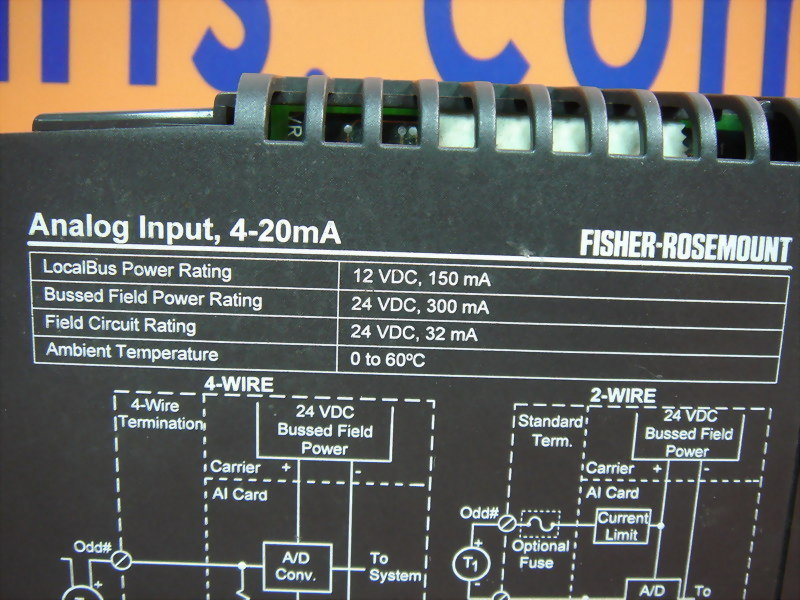 Analog Input, 4-20mA
FISHER-ROSEMOUNT
LocalBus Power Rating 12 VDC, 150 mA
Bussed Field Power Rating 24 VDC, 300 mA
Field Circuit Rating 24 VDC, 32 mA
Ambient Temperature 0 to 60ºC
4-WIRE
4-Wire
Termination
24 VDC
Bussed Field
Power
Carrier + -
AI Card
Odd#
A/D
Conv.
To
System
+
2-WIRE
Standard
Term.
24 VDC
Bussed Field
Power
Carrier + -
AI Card
Odd#
Optional
Fuse
Current
Limit
+
T1
-
A/D
To